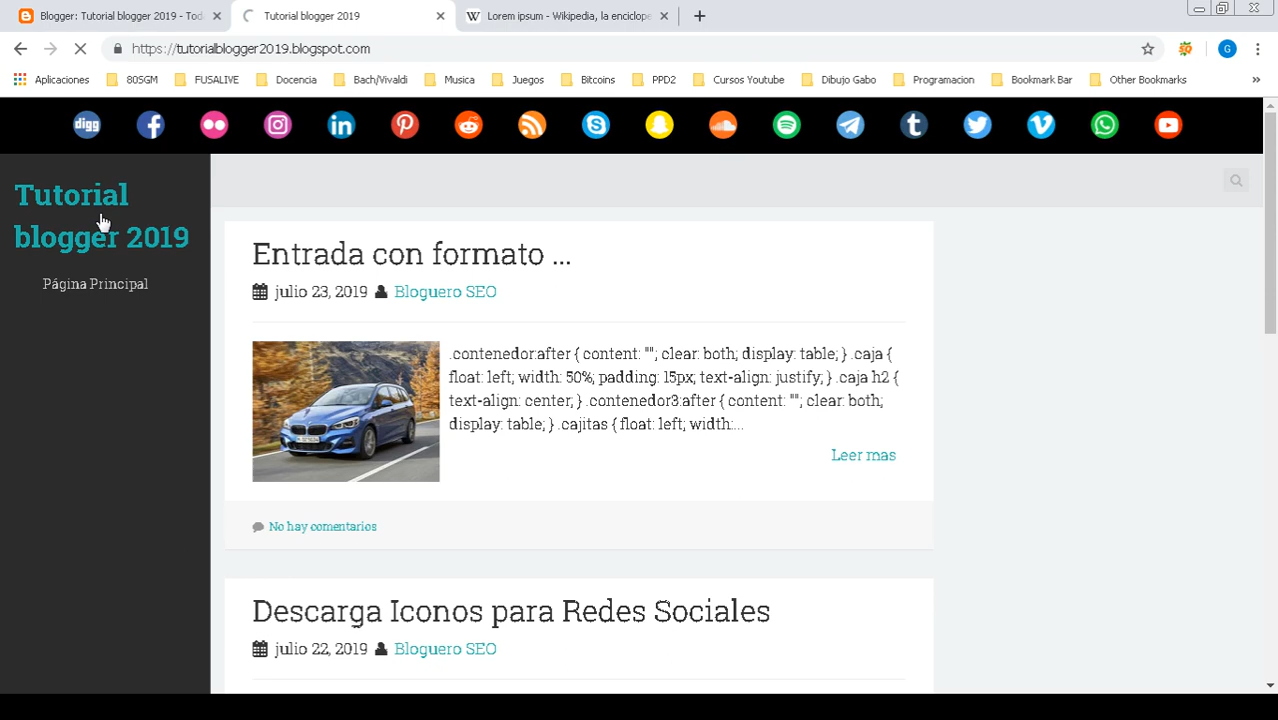 Blogger: Tutorial blogger 2019 - Tod
Tutorial blogger 2019
Lorem ipsum - Wikipedia, la enciclope
https://tutorialblogger2019.blogspot.com
G
Aplicaciones
80SGM
FUSALIVE
Docencia
Bach/Vivaldi
Musica
Juegos
Bitcoins
PPD2
Cursos Youtube
Dibujo Gabo
Programacion
Bookmark Bar
Other Bookmarks
digg
Tutorial
blogger 2019
Página Principal
Entrada con formato ...
julio 23, 2019 Bloguero SEO
.contenedor:after { content: ""; clear: both; display: table; } .caja {
float: left; width: 50%; padding: 15px; text-align: justify; } .caja h2 {
text-align: center; } .contenedor3:after { content: ""; clear: both;
display: table; } .cajitas { float: left; width:...
Leer mas
No hay comentarios
Descarga Iconos para Redes Sociales
julio 22, 2019 Bloguero SEO